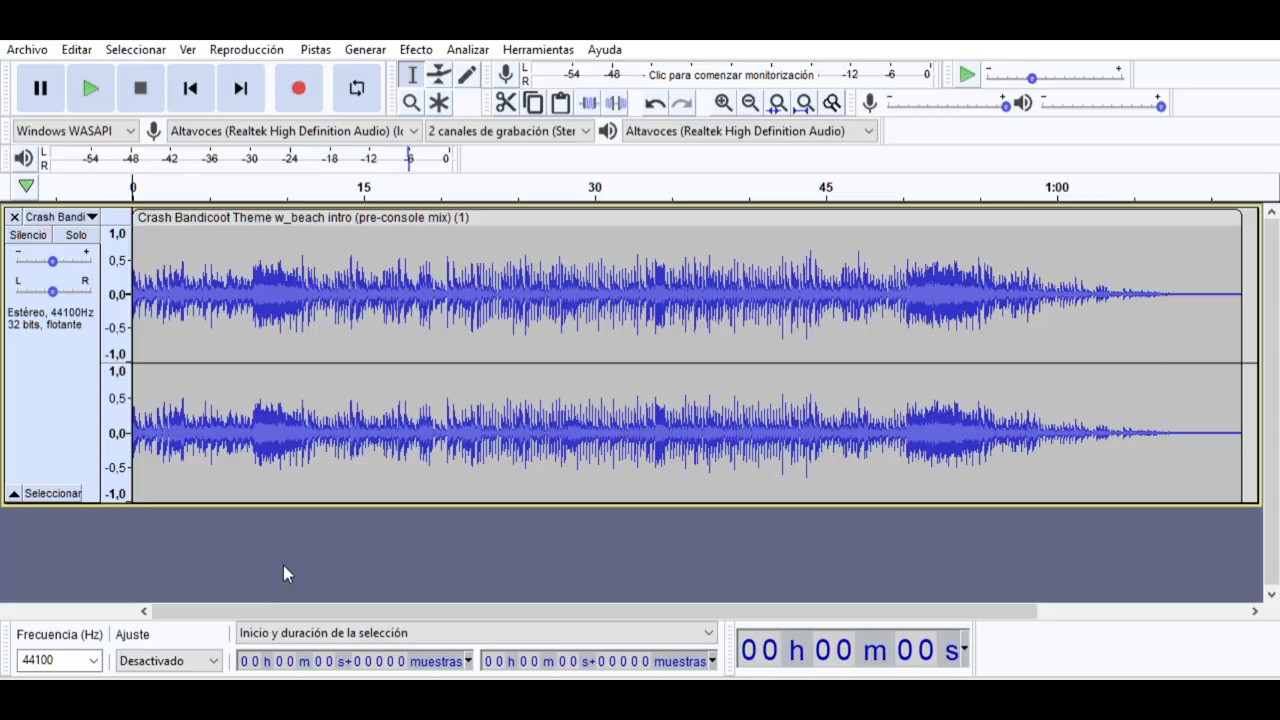 Archivo Editar Seleccionar Ver Reproducción Pistas Generar Efecto Analizar Herramientas Ayuda
L R -54 -48 - Clic para comenzar monitorización -12 -6 0 - +
- + - +
Windows WASAPI Altavoces (Realtek High Definition Audio) (lo 2 canales de grabación (Ster Altavoces (Realtek High Definition Audio)
L R -54 -48 -42 -36 -30 -24 -18 -12 -6 0
0 15 30 45 1:00
Crash Bandi Crash Bandicoot Theme w_beach intro (pre-console mix) (1)
Silencio Solo 1,0
- + 0,5
L R 0,0
Estéreo, 44100Hz
32 bits, flotante -0,5
-1,0
1,0
0,5
0,0
-0,5
Seleccionar -1,0
Frecuencia (Hz) Ajuste Inicio y duración de la selección
44100 Desactivado 00 h 00 m 00 s+00000 muestras 00 h 00 m 00 s+00000 muestras 00 h 00 m 00 s